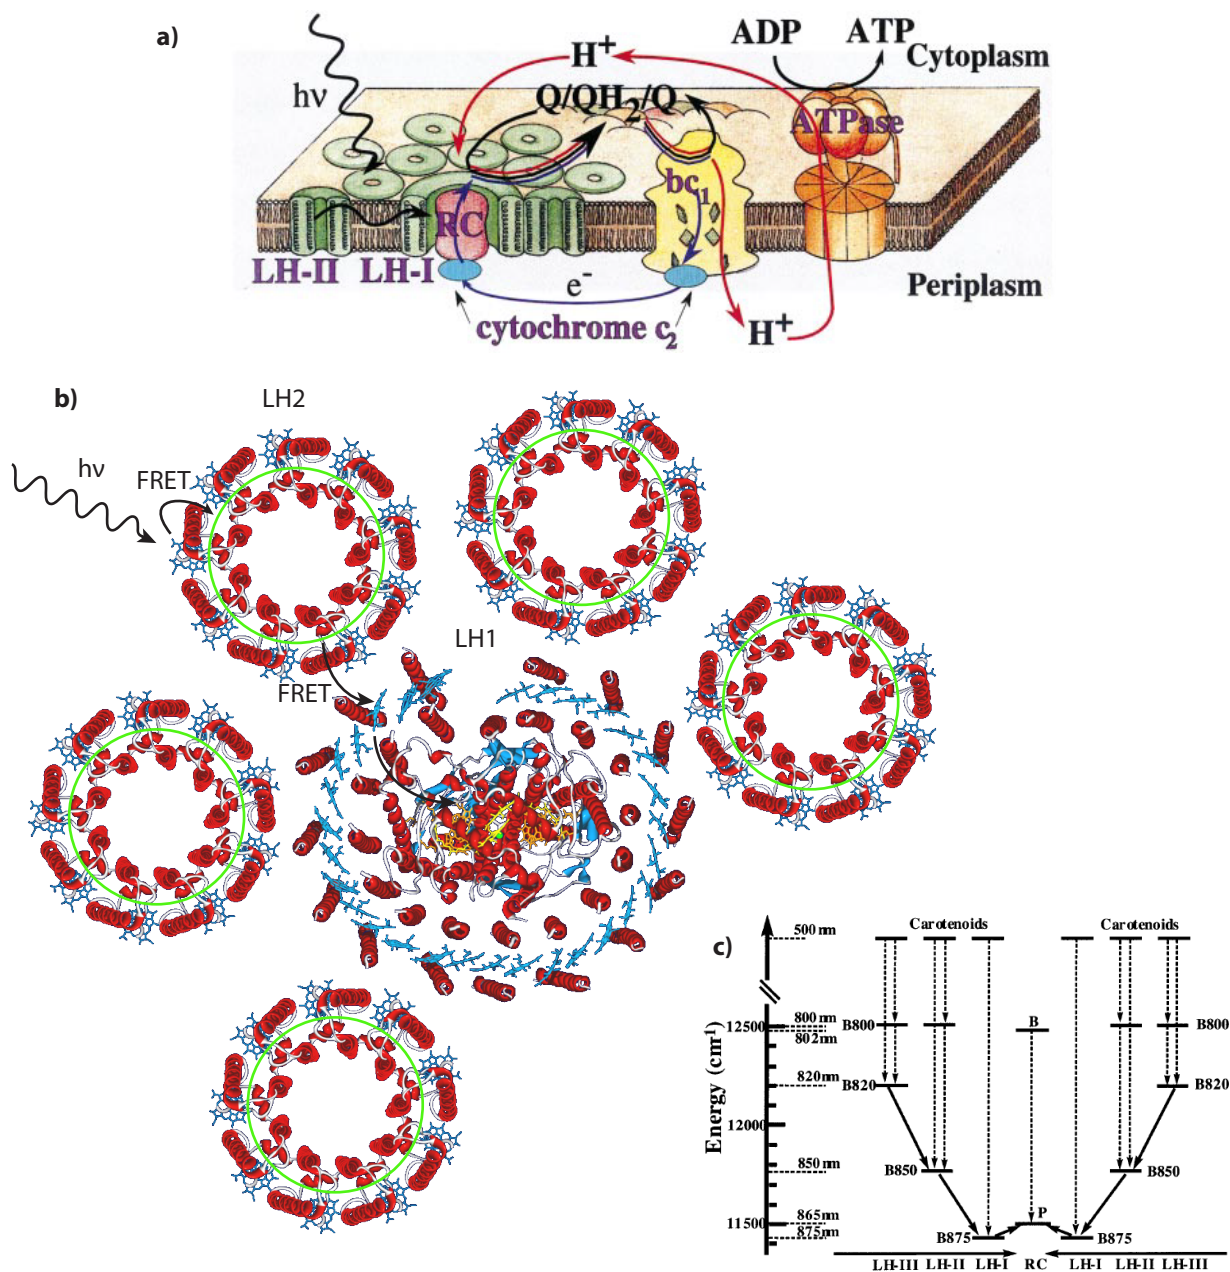 a)
hν
H+
ADP
ATP
Cytoplasm
Q/QH2/Q
ATPase
bc1
RC
LH-II
LH-I
e-
Periplasm
cytochrome c2
H+
b)
LH2
hν
FRET
LH1
FRET
c)
Energy (cm-1)
500 nm
Carotenoids
Carotenoids
800 nm
12500
802 nm
B800
B
B800
820 nm
B820
B820
12000
850 nm
B850
B850
865 nm
11500
875 nm
P
B875
B875
LH-III LH-II LH-I RC LH-I LH-II LH-III